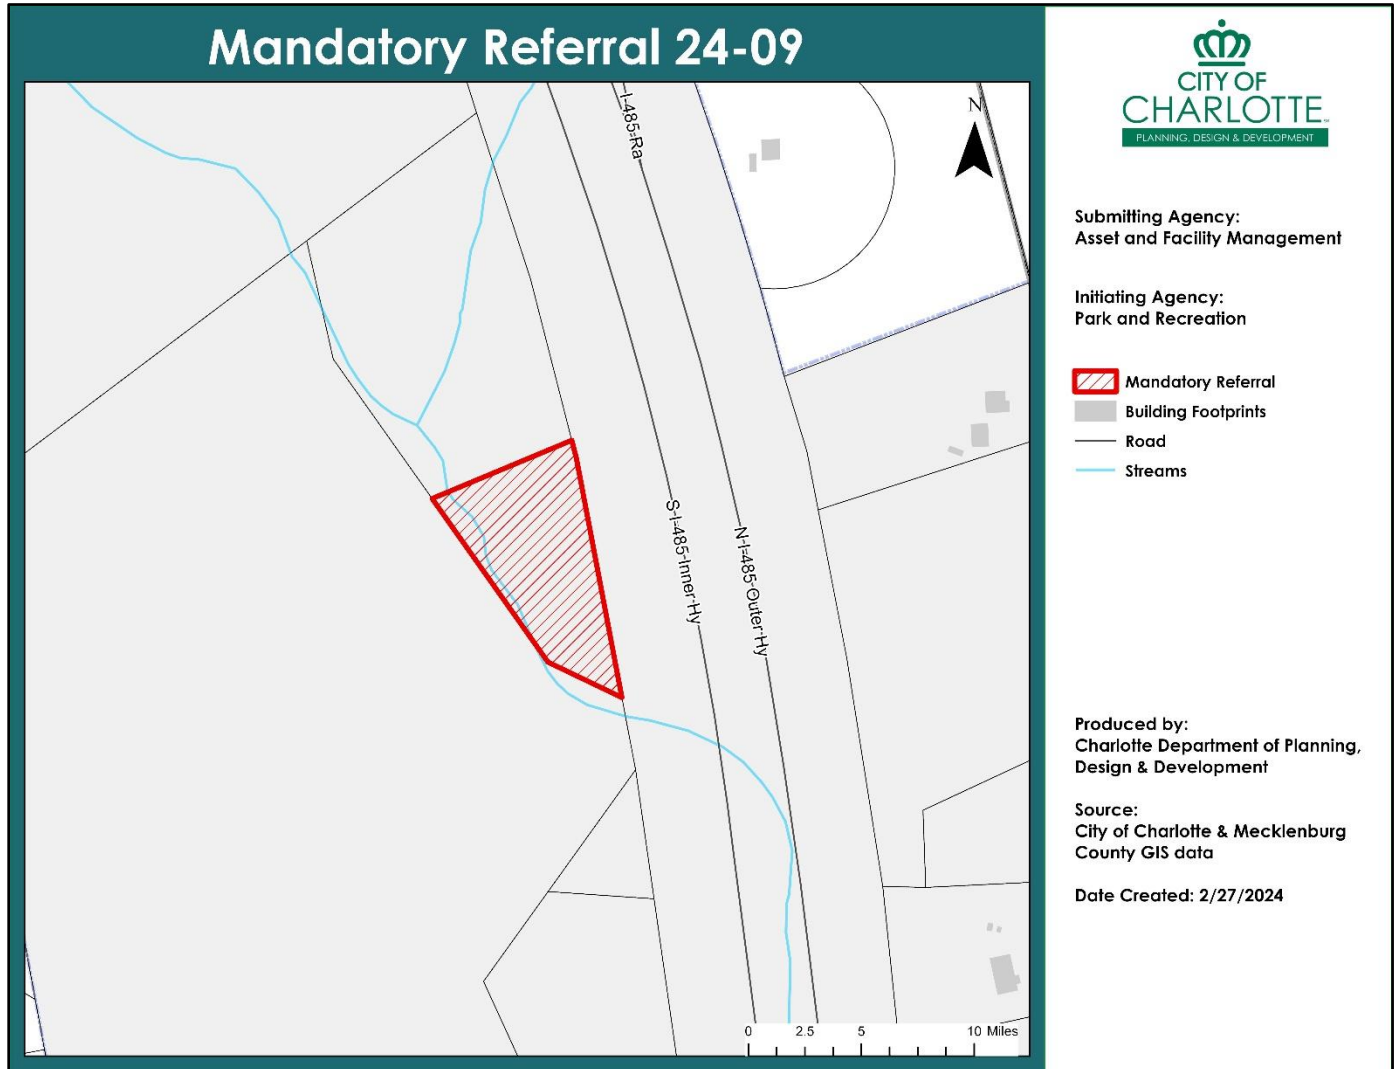 Mandatory Referral 24-09
I-485-Ra
N
S-I-485-Inner-Hy
N-I-485-Outer-Hy
0 2.5 5 10 Miles
CITY OF
CHARLOTTE
PLANNING, DESIGN & DEVELOPMENT
Submitting Agency:
Asset and Facility Management
Initiating Agency:
Park and Recreation
Mandatory Referral
Building Footprints
Road
Streams
Produced by:
Charlotte Department of Planning,
Design & Development
Source:
City of Charlotte & Mecklenburg
County GIS data
Date Created: 2/27/2024